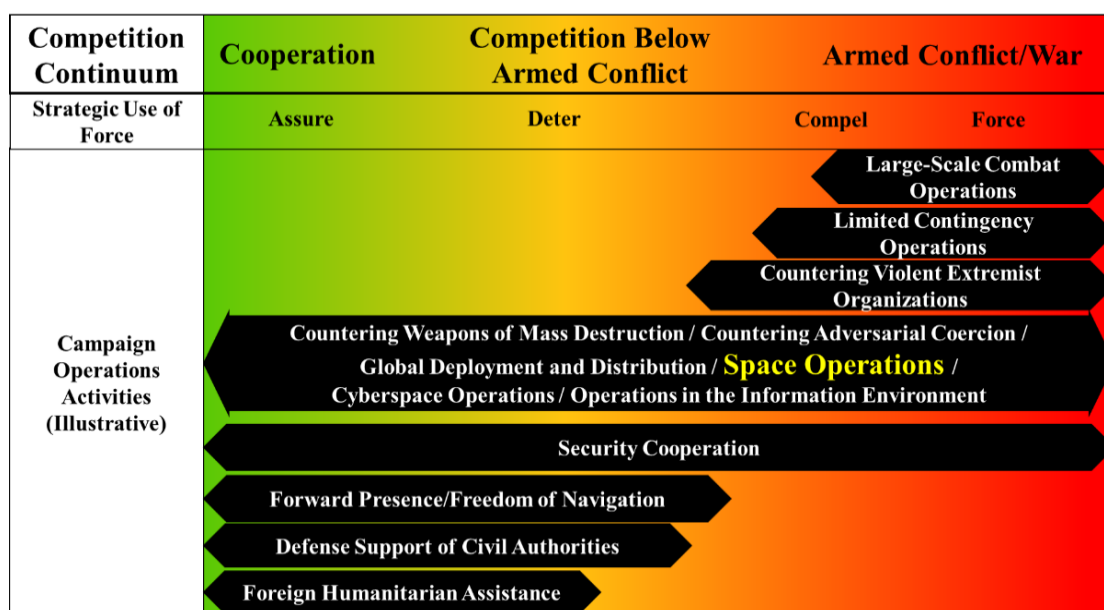 Competition
Continuum
Cooperation
Competition Below
Armed Conflict
Armed Conflict/War
Strategic Use of
Force
Assure
Deter
Compel
Force
Campaign
Operations
Activities
(Illustrative)
Large-Scale Combat
Operations
Limited Contingency
Operations
Countering Violent Extremist
Organizations
Countering Weapons of Mass Destruction / Countering Adversarial Coercion /
Global Deployment and Distribution / Space Operations /
Cyberspace Operations / Operations in the Information Environment
Security Cooperation
Forward Presence/Freedom of Navigation
Defense Support of Civil Authorities
Foreign Humanitarian Assistance